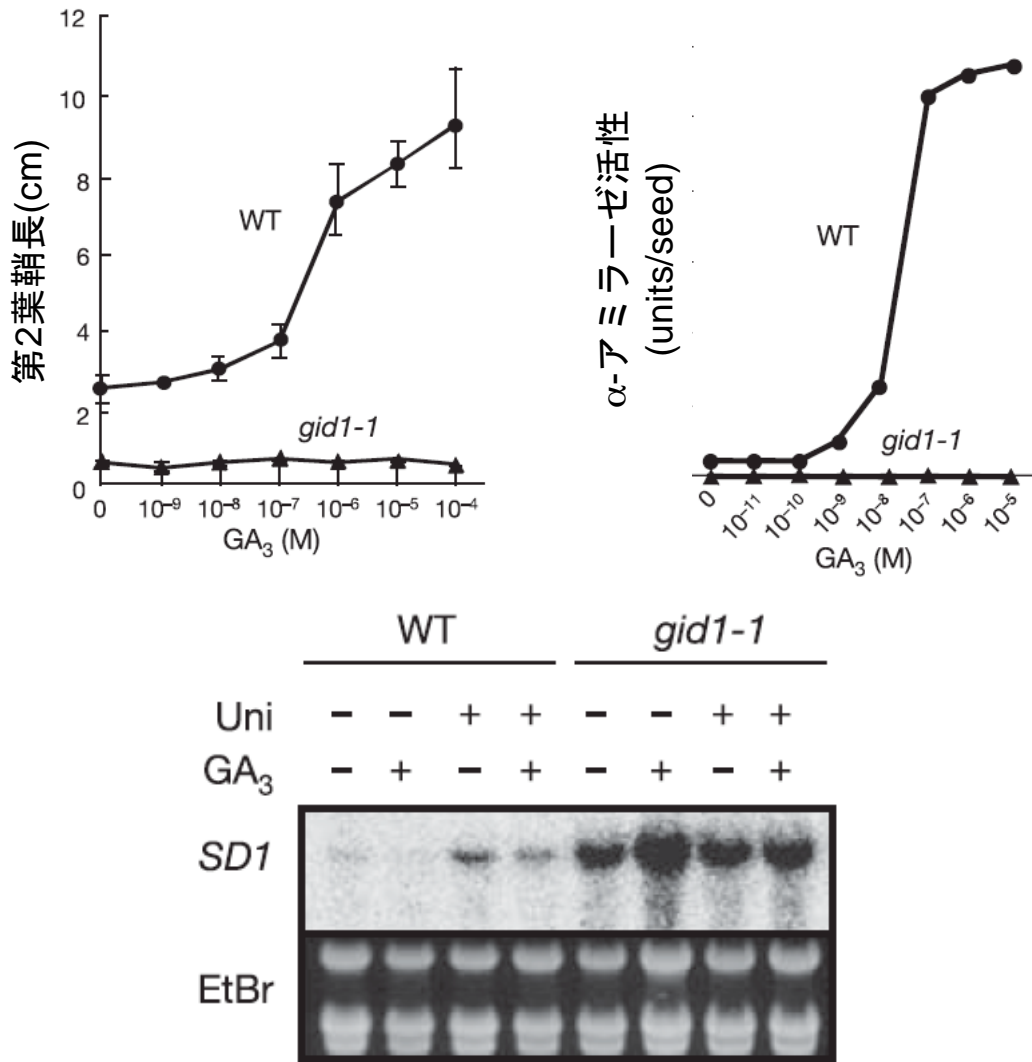 12
10
8
6
4
2
0
第2葉鞘長(cm)
WT
gid1-1
0 10⁻⁹ 10⁻⁸ 10⁻⁷ 10⁻⁶ 10⁻⁵ 10⁻⁴
GA₃ (M)
α-アミラーゼ活性
(units/seed)
WT
gid1-1
0 10⁻¹¹ 10⁻¹⁰ 10⁻⁹ 10⁻⁸ 10⁻⁷ 10⁻⁶ 10⁻⁵
GA₃ (M)
WT gid1-1
Uni − − + + − − + +
GA₃ − + − + − + − +
SD1
EtBr